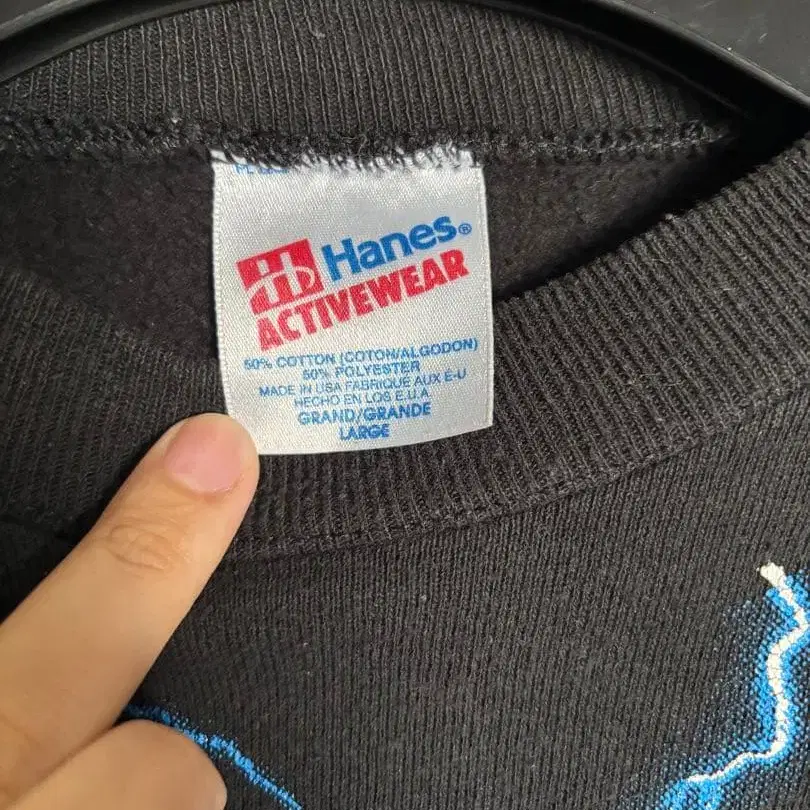 Hanes®
ACTIVEWEAR
50% COTTON (COTON/ALGODON)
50% POLYESTER
MADE IN USA FABRIQUE AUX E-U
HECHO EN LOS E.U.A
GRAND/GRANDE
LARGE